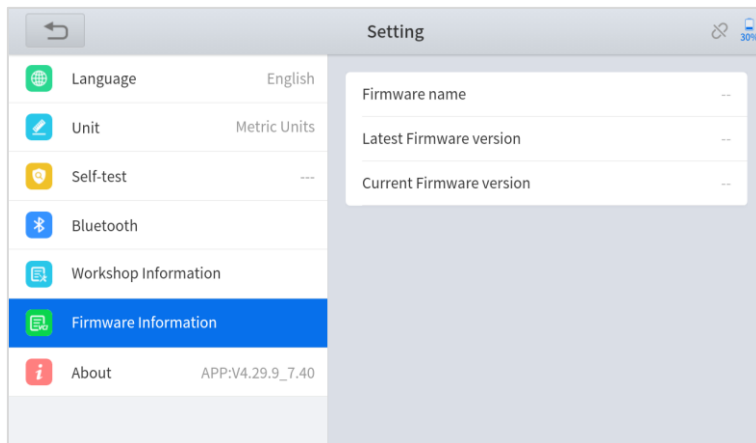 Setting
30%
Language English
Unit Metric Units
Self-test ---
Bluetooth
Workshop Information
Firmware Information
About APP:V4.29.9_7.40
Firmware name --
Latest Firmware version --
Current Firmware version --